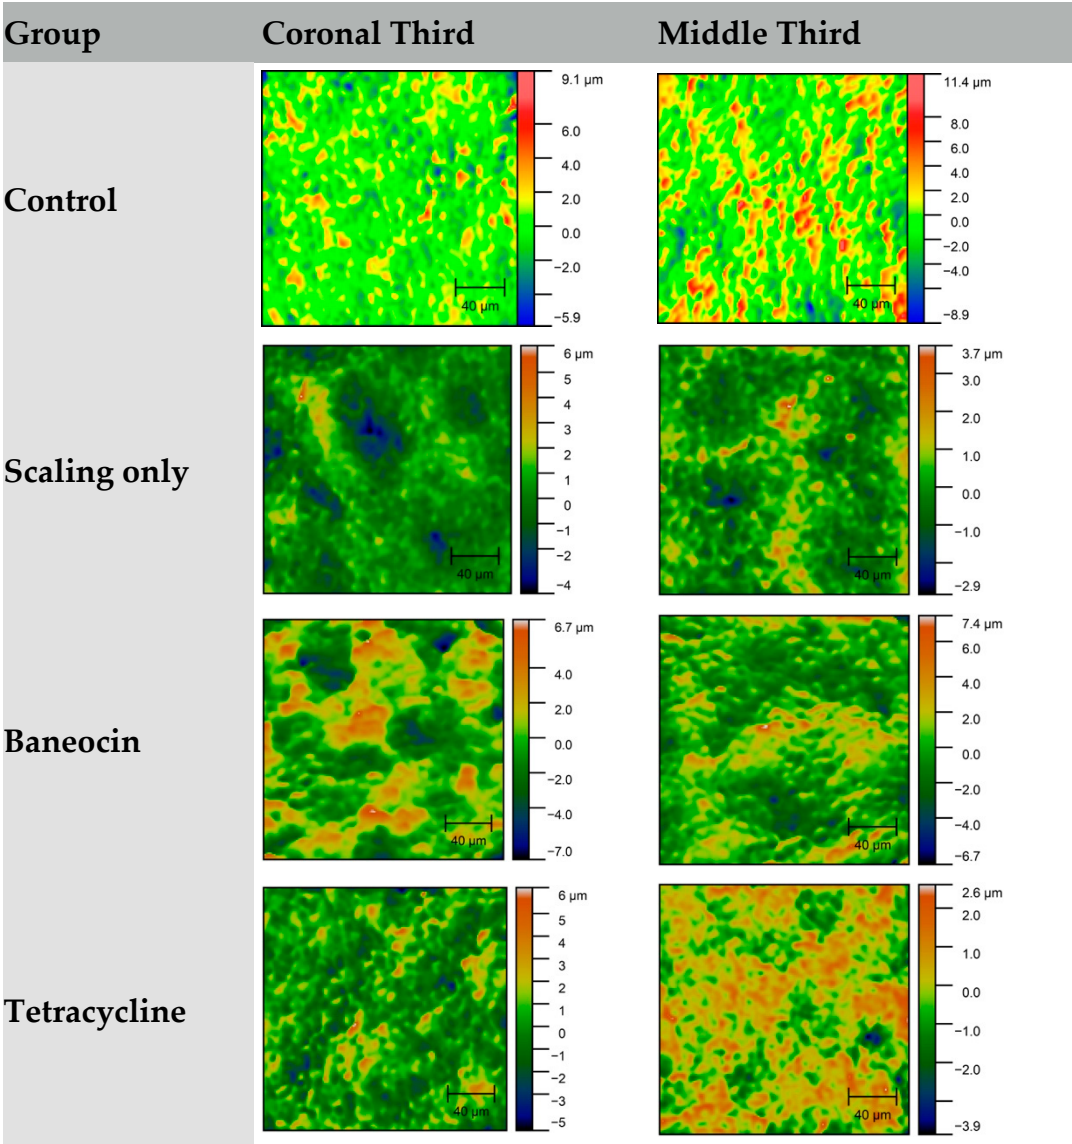 Group Coronal Third Middle Third
Control
9.1 µm
6.0
4.0
2.0
0.0
−2.0
−5.9
40 µm
11.4 µm
8.0
6.0
4.0
2.0
0.0
−2.0
−4.0
−8.9
40 µm
Scaling only
6 µm
5
4
3
2
1
0
−1
−2
−4
40 µm
3.7 µm
3.0
2.0
1.0
0.0
−1.0
−2.9
40 µm
Baneocin
6.7 µm
4.0
2.0
0.0
−2.0
−4.0
−7.0
40 µm
7.4 µm
6.0
4.0
2.0
0.0
−2.0
−4.0
−6.7
40 µm
Tetracycline
6 µm
5
4
3
2
1
0
−1
−2
−3
−5
40 µm
2.6 µm
2.0
1.0
0.0
−1.0
−2.0
−3.9
40 µm